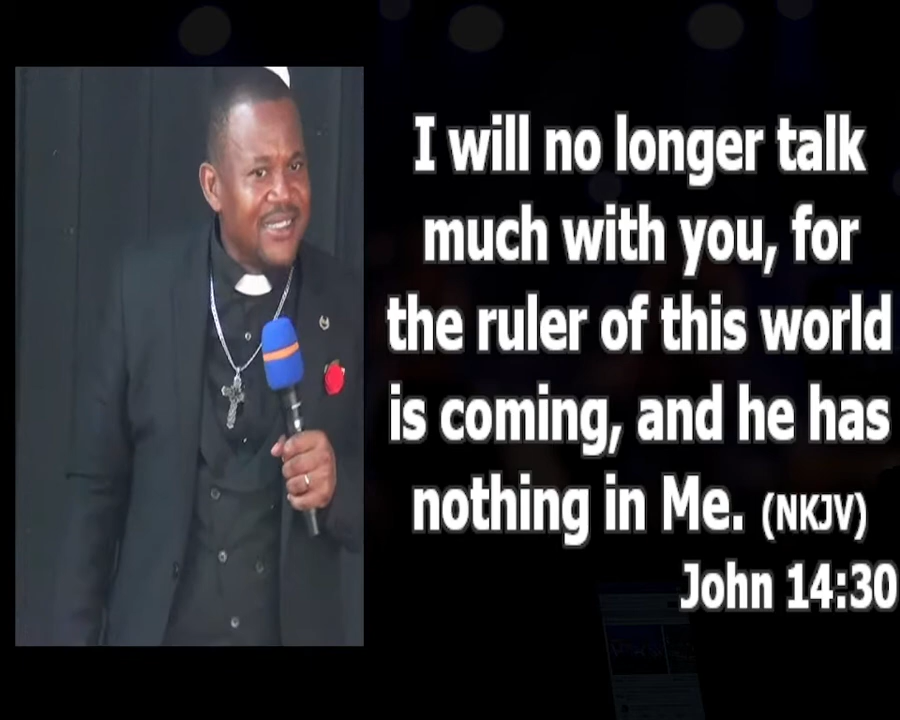 I will no longer talk
much with you, for
the ruler of this world
is coming, and he has
nothing in Me. (NKJV)
John 14:30